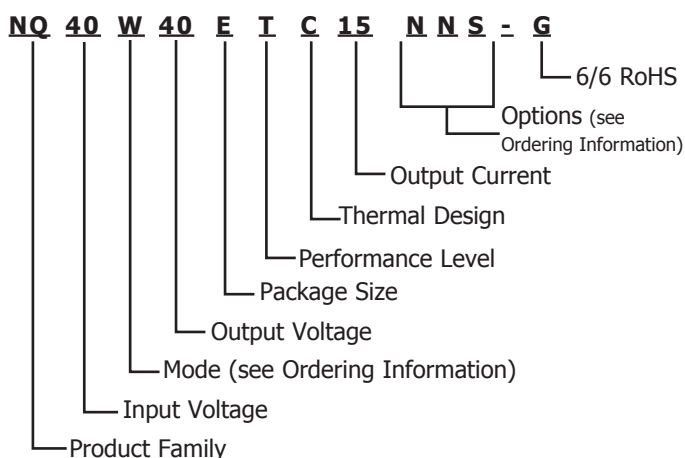 NQ 40 W 40 E T C 15 N N S - G
6/6 RoHS
Options (see
Ordering Information)
Output Current
Thermal Design
Performance Level
Package Size
Output Voltage
Mode (see Ordering Information)
Input Voltage
Product Family